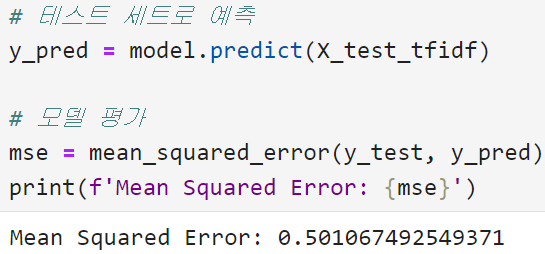 # 테스트 세트로 예측
y_pred = model.predict(X_test_tfidf)
# 모델 평가
mse = mean_squared_error(y_test, y_pred)
print(f'Mean Squared Error: {mse}')
Mean Squared Error: 0.501067492549371